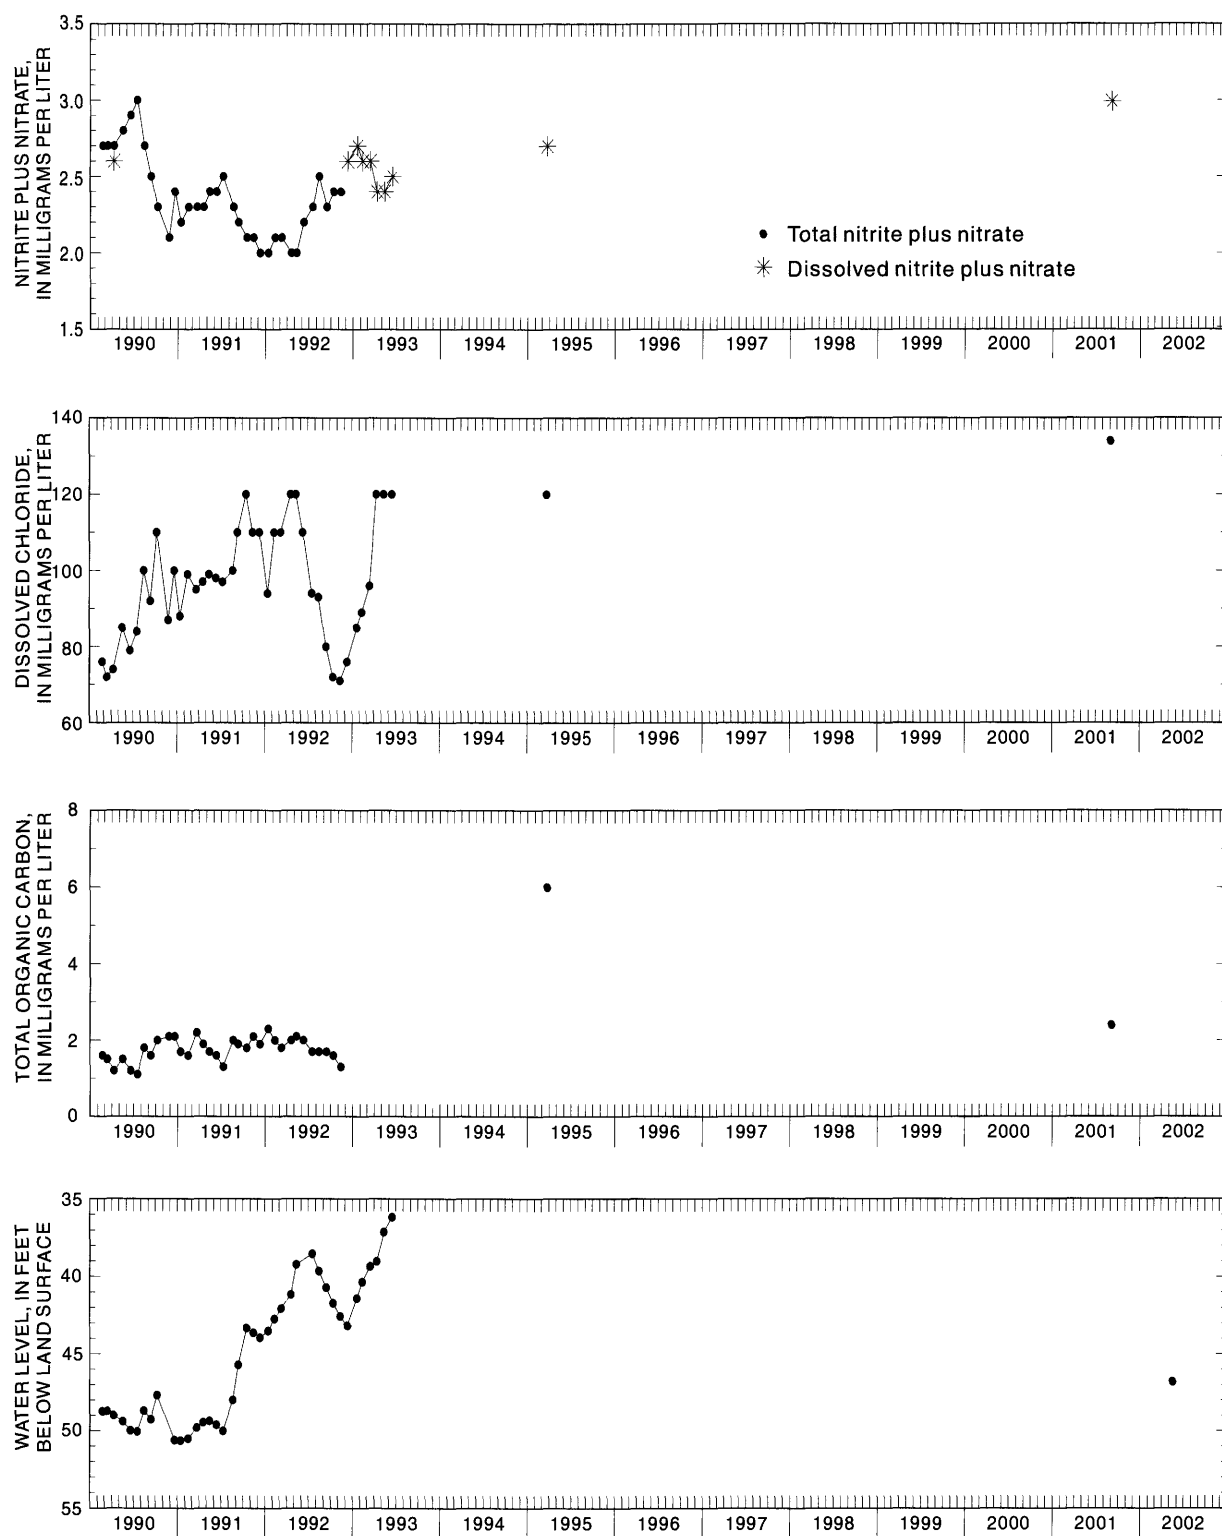 NITRITE PLUS NITRATE,
IN MILLIGRAMS PER LITER
3.5
3.0
2.5
2.0
1.5
Total nitrite plus nitrate
Dissolved nitrite plus nitrate
1990 1991 1992 1993 1994 1995 1996 1997 1998 1999 2000 2001 2002
DISSOLVED CHLORIDE,
IN MILLIGRAMS PER LITER
140
120
100
80
60
1990 1991 1992 1993 1994 1995 1996 1997 1998 1999 2000 2001 2002
TOTAL ORGANIC CARBON,
IN MILLIGRAMS PER LITER
8
6
4
2
0
1990 1991 1992 1993 1994 1995 1996 1997 1998 1999 2000 2001 2002
WATER LEVEL, IN FEET
BELOW LAND SURFACE
35
40
45
50
55
1990 1991 1992 1993 1994 1995 1996 1997 1998 1999 2000 2001 2002